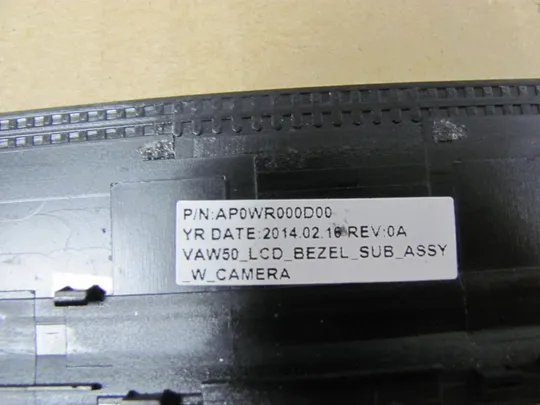 P/N:AP0WR000D00
YR DATE:2014.02.18 REV:0A
VAW50_LCD_BEZEL_SUB_ASSY
_W_CAMERA